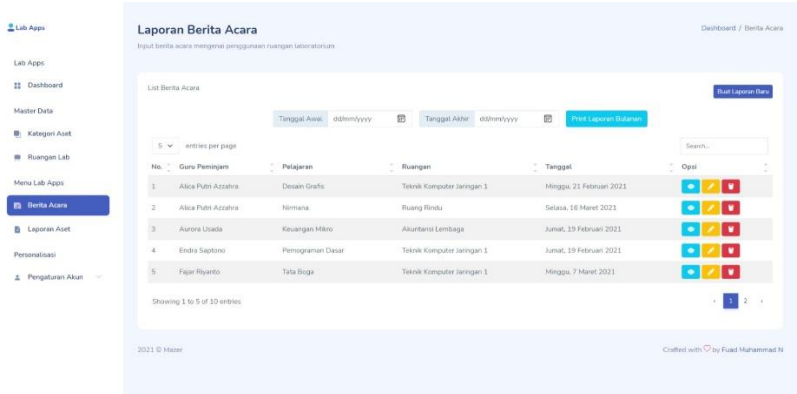 Lab Apps
Laporan Berita Acara
Dashboard / Berita Acara
Input berita acara mengenai penggunaan ruangan laboratorium
Lab Apps
Dashboard
Master Data
Kategori Aset
Ruangan Lab
Menu Lab Apps
Berita Acara
Laporan Aset
Personalisasi
Pengaturan Akun
List Berita Acara
Buat Laporan Baru
Tanggal Awal dd/mm/yyyy Tanggal Akhir dd/mm/yyyy Print Laporan Bulanan
5 entries per page Search...
No. Guru Peminjam Pelajaran Ruangan Tanggal Opsi
1 Alica Putri Azzahra Desain Grafis Teknik Komputer Jaringan 1 Minggu, 21 Februari 2021
2 Alica Putri Azzahra Nirmana Ruang Rindu Selasa, 16 Maret 2021
3 Aurora Usada Keuangan Mikro Akuntansi Lembaga Jumat, 19 Februari 2021
4 Endra Saptono Pemograman Dasar Teknik Komputer Jaringan 1 Jumat, 19 Februari 2021
5 Fajar Riyanto Tata Boga Teknik Komputer Jaringan 1 Minggu, 7 Maret 2021
Showing 1 to 5 of 10 entries
‹ 1 2 ›
2021 © Mazer
Crafted with ♡ by Fuad Muhammad N